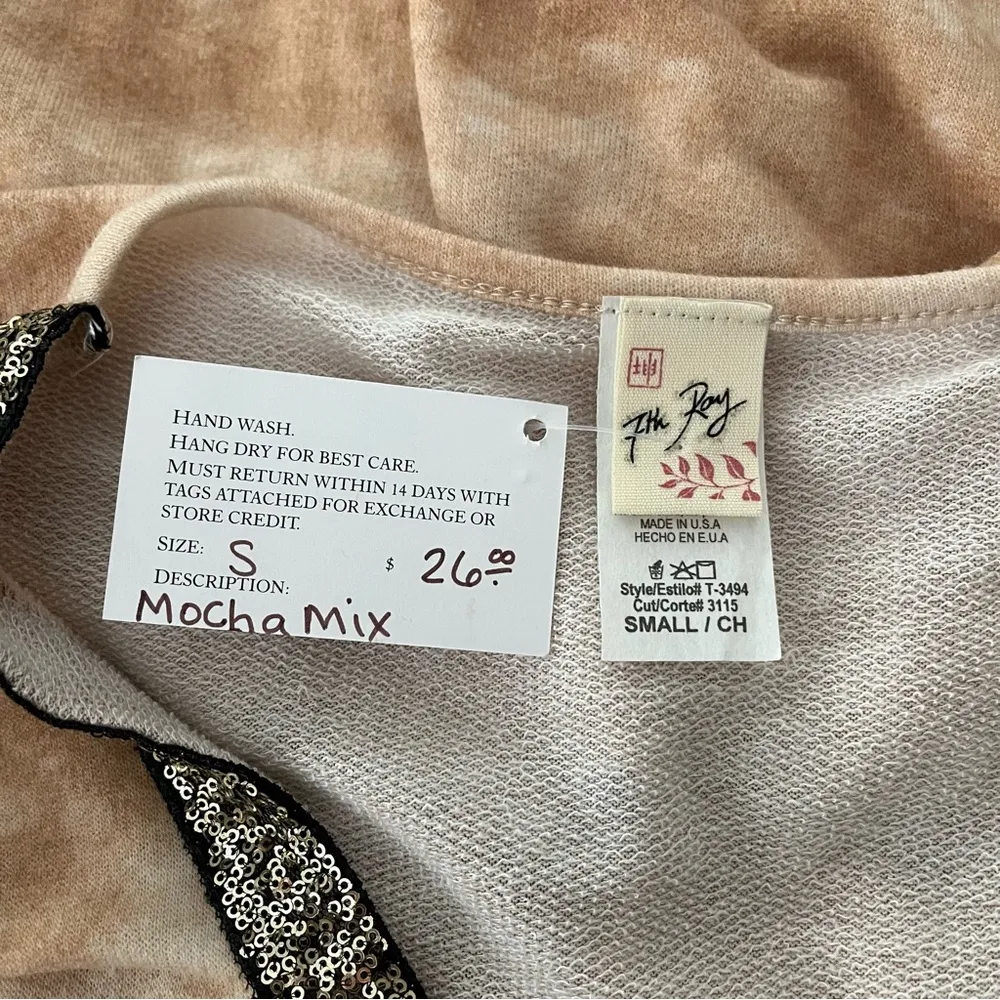 HAND WASH.
HANG DRY FOR BEST CARE.
MUST RETURN WITHIN 14 DAYS WITH
TAGS ATTACHED FOR EXCHANGE OR
STORE CREDIT.
SIZE: S $ 26.00
DESCRIPTION:
Mocha Mix
7th Ray
MADE IN U.S.A
HECHO EN E.U.A
Style/Estilo# T-3494
Cut/Corte# 3115
SMALL / CH